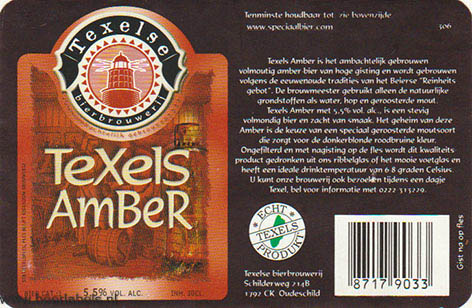 Texelse
bierbrouwerij
TeXelS
AmBeR
BIER CAT. I
5,5% VOL. ALC.
INH. 30CL.
Tenminste houdbaar tot: zie bovenzijde
www.speciaalbier.com
306
Texels Amber is het ambachtelijk gebrouwen
volmoutig amber bier van hoge gisting en wordt gebrouwen
volgens de eeuwenoude tradities van het Beierse "Reinheits
gebot". De brouwmeester gebruikt alleen de natuurlijke
grondstoffen als water, hop en geroosterde mout.
Texels Amber met 5,5% vol. alc., is een stevig
volmondig bier en zacht van smaak. Het geheim van deze
Amber is de keuze van een speciaal geroosterde moutsoort
die zorgt voor de donkerblonde roodbruine kleur.
Ongefilterd en met nagisting op de fles wordt dit kwaliteits
product gedronken uit ons ribbelglas of het mooie voetglas en
heeft een ideale drinktemperatuur van 6-8 graden Celsius.
U kunt onze brouwerij ook bezoeken tijdens een dagje
Texel, bel voor informatie met 0222 313229.
ECHT
TEXELS
PRODUKT
Texelse bierbrouwerij
Schilderweg 214B
1792 CK Oudeschild
8717 9033
Gist na op fles